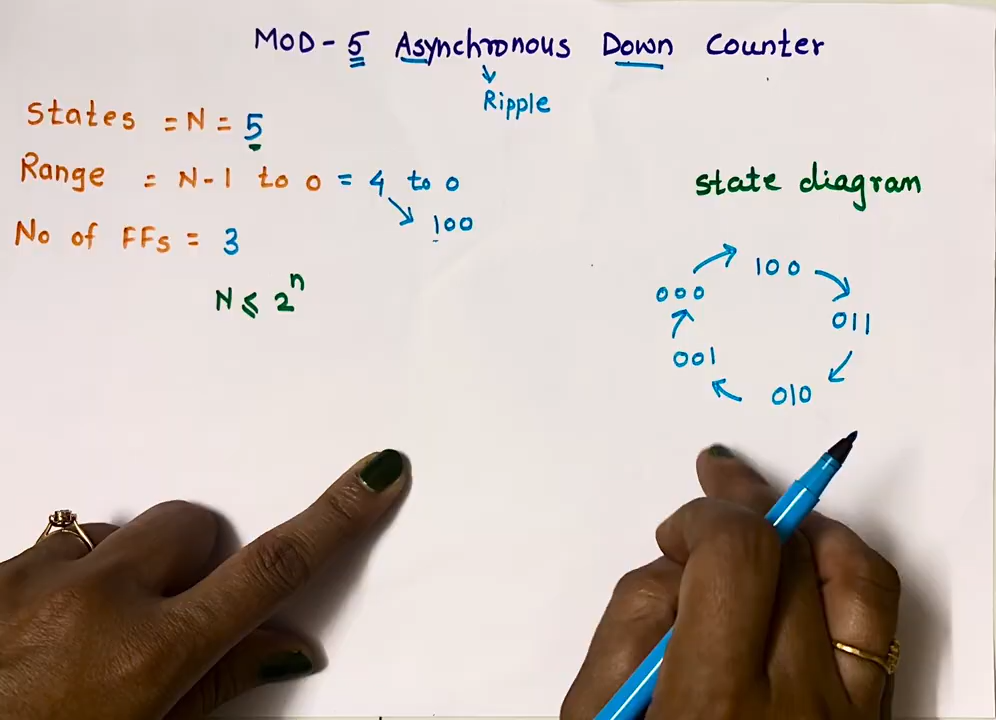 MOD-5 Asynchronous Down Counter
Ripple
States = N = 5
Range = N-1 to 0 = 4 to 0
100
No of FFs = 3
N ≤ 2^n
state diagram
100
000
011
001
010